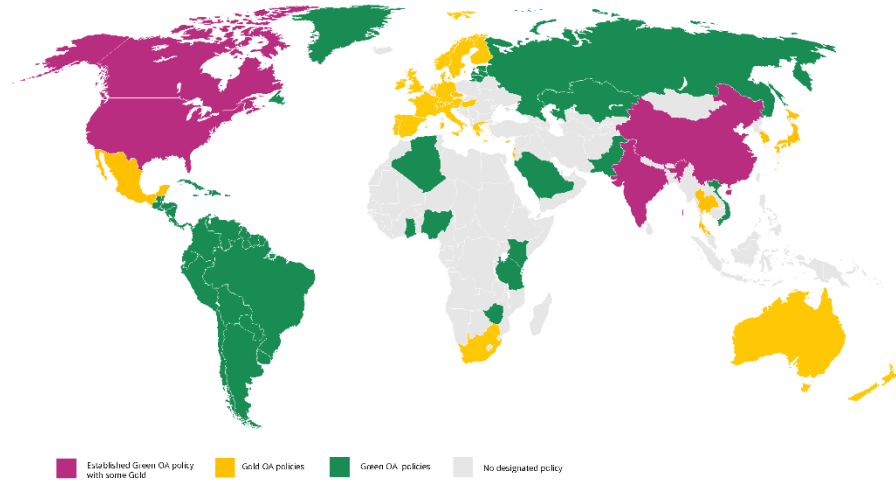 Established Green OA policy
with some Gold
Gold OA policies
Green OA policies
No designated policy